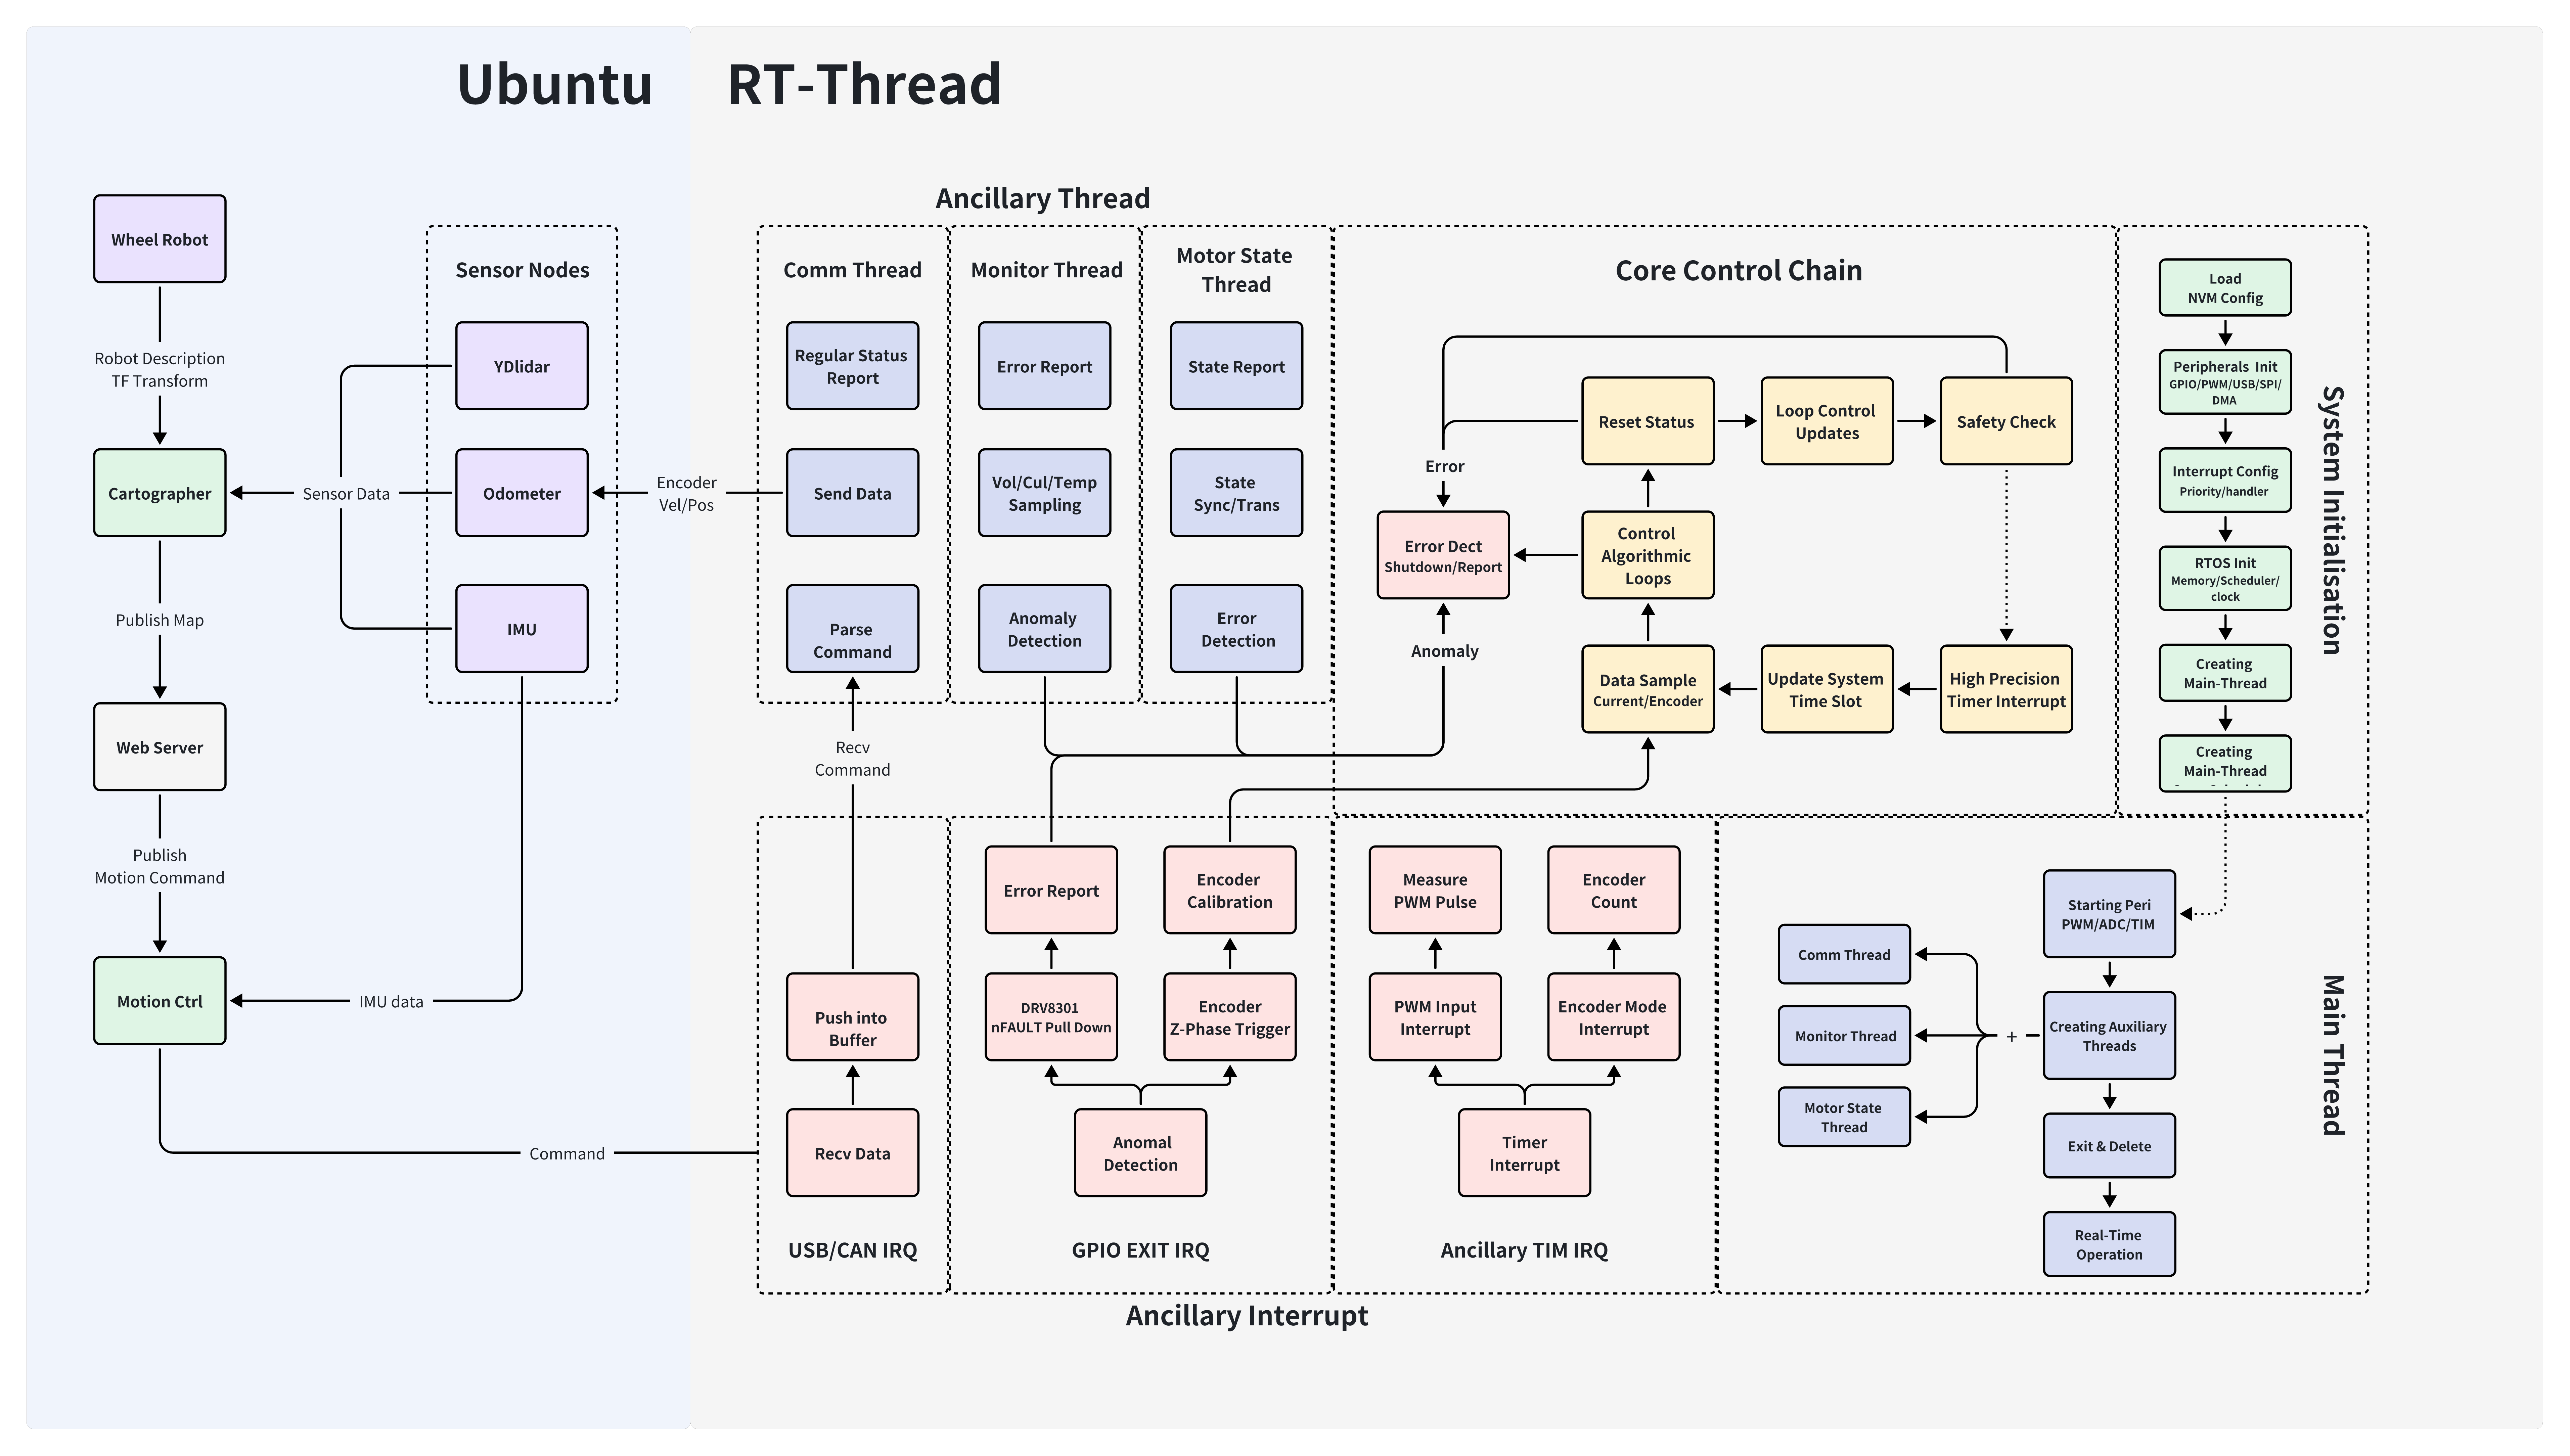 Ubuntu
RT-Thread
Wheel Robot
Robot Description
TF Transform
Cartographer
Publish Map
Web Server
Publish
Motion Command
Motion Ctrl
Sensor Nodes
YDlidar
Odometer
IMU
Sensor Data
IMU data
Command
Encoder
Vel/Pos
Ancillary Thread
Comm Thread
Regular Status
Report
Send Data
Parse
Command
Recv
Command
Monitor Thread
Error Report
Vol/Cul/Temp
Sampling
Anomaly
Detection
Motor State
Thread
State Report
State
Sync/Trans
Error
Detection
Core Control Chain
Reset Status
Loop Control
Updates
Safety Check
Error
Error Dect
Shutdown/Report
Control
Algorithmic
Loops
Anomaly
Data Sample
Current/Encoder
Update System
Time Slot
High Precision
Timer Interrupt
System Initialisation
Load
NVM Config
Peripherals Init
GPIO/PWM/USB/SPI/
DMA
Interrupt Config
Priority/handler
RTOS Init
Memory/Scheduler/
clock
Creating
Main-Thread
Creating
Main-Thread
Push into
Buffer
Recv Data
USB/CAN IRQ
Error Report
Encoder
Calibration
DRV8301
nFAULT Pull Down
Encoder
Z-Phase Trigger
Anomal
Detection
GPIO EXIT IRQ
Measure
PWM Pulse
Encoder
Count
PWM Input
Interrupt
Encoder Mode
Interrupt
Timer
Interrupt
Ancillary TIM IRQ
Ancillary Interrupt
Main Thread
Starting Peri
PWM/ADC/TIM
Comm Thread
Monitor Thread
Motor State
Thread
+
Creating Auxiliary
Threads
Exit & Delete
Real-Time
Operation